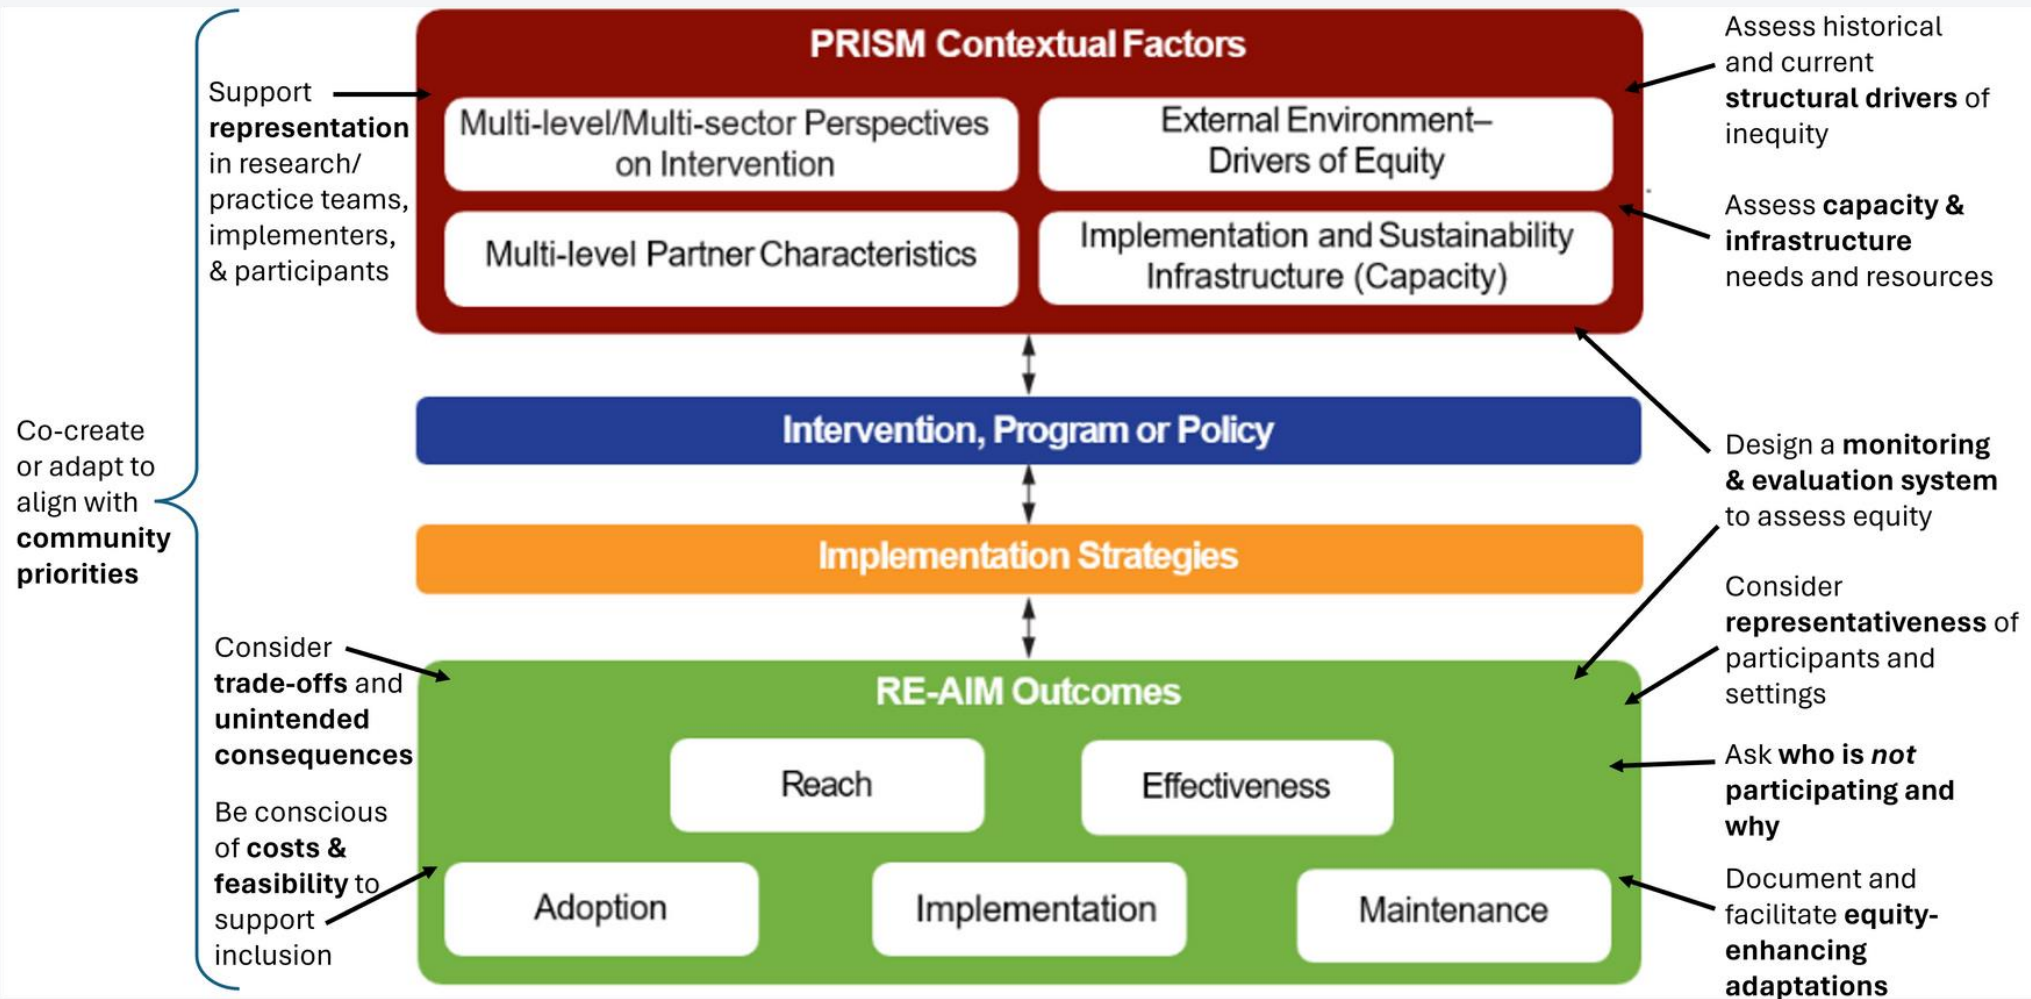 PRISM Contextual Factors
Multi-level/Multi-sector Perspectives
on Intervention
External Environment–
Drivers of Equity
Multi-level Partner Characteristics
Implementation and Sustainability
Infrastructure (Capacity)
Intervention, Program or Policy
Implementation Strategies
RE-AIM Outcomes
Reach
Effectiveness
Adoption
Implementation
Maintenance
Co-create
or adapt to
align with
community
priorities
Support
representation
in research/
practice teams,
implementers,
& participants
Consider
trade-offs and
unintended
consequences
Be conscious
of costs &
feasibility to
support
inclusion
Assess historical
and current
structural drivers of
inequity
Assess capacity &
infrastructure
needs and resources
Design a monitoring
& evaluation system
to assess equity
Consider
representativeness of
participants and
settings
Ask who is not
participating and
why
Document and
facilitate equity-
enhancing
adaptations